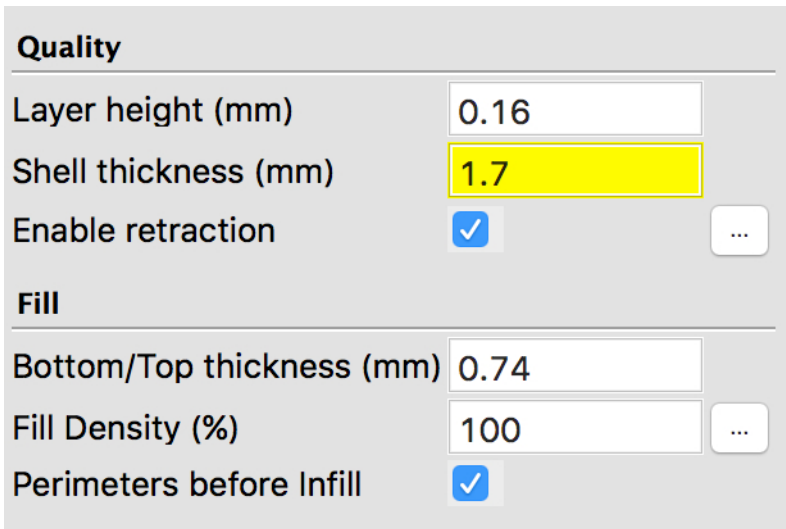 Quality
Layer height (mm) 0.16
Shell thickness (mm) 1.7
Enable retraction ...
Fill
Bottom/Top thickness (mm) 0.74
Fill Density (%) 100 ...
Perimeters before Infill